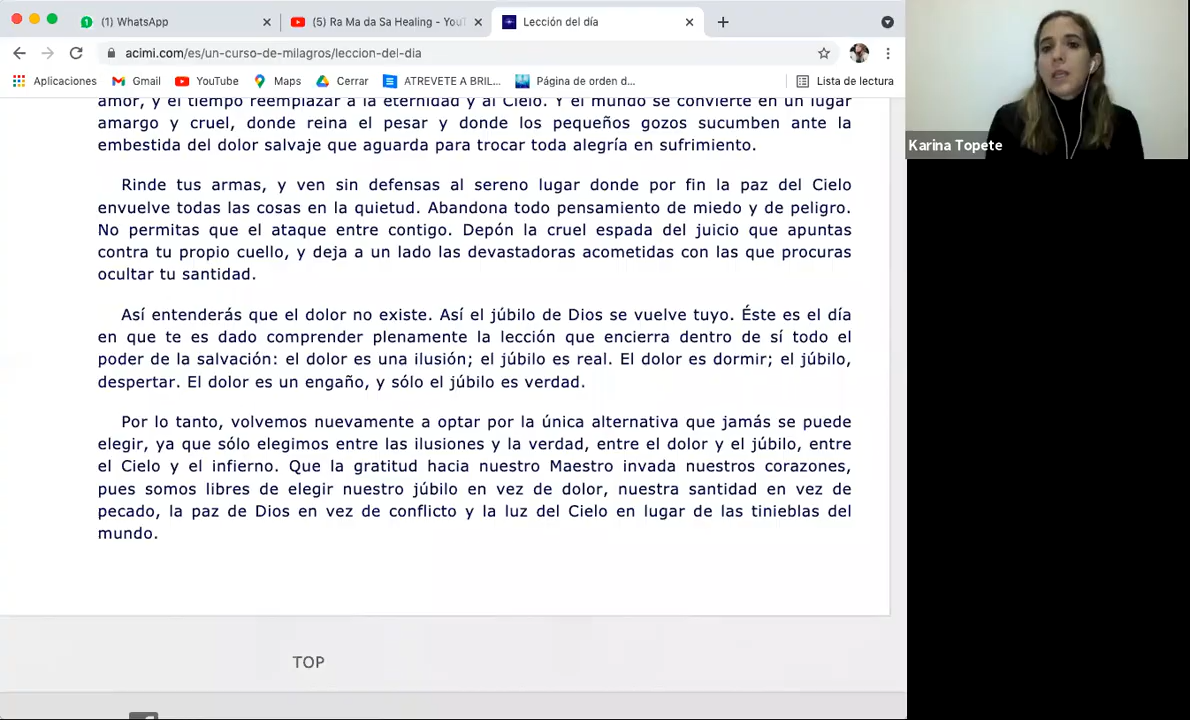 (1) WhatsApp
(5) Ra Ma da Sa Healing - YouT
Lección del día
acimi.com/es/un-curso-de-milagros/leccion-del-dia
Aplicaciones
Gmail
YouTube
Maps
Cerrar
ATREVETE A BRIL...
Página de orden d...
Lista de lectura
amor, y el tiempo reemplazar a la eternidad y al Cielo. Y el mundo se convierte en un lugar
amargo y cruel, donde reina el pesar y donde los pequeños gozos sucumben ante la
embestida del dolor salvaje que aguarda para trocar toda alegría en sufrimiento.
Rinde tus armas, y ven sin defensas al sereno lugar donde por fin la paz del Cielo
envuelve todas las cosas en la quietud. Abandona todo pensamiento de miedo y de peligro.
No permitas que el ataque entre contigo. Depón la cruel espada del juicio que apuntas
contra tu propio cuello, y deja a un lado las devastadoras acometidas con las que procuras
ocultar tu santidad.
Así entenderás que el dolor no existe. Así el júbilo de Dios se vuelve tuyo. Éste es el día
en que te es dado comprender plenamente la lección que encierra dentro de sí todo el
poder de la salvación: el dolor es una ilusión; el júbilo es real. El dolor es dormir; el júbilo,
despertar. El dolor es un engaño, y sólo el júbilo es verdad.
Por lo tanto, volvemos nuevamente a optar por la única alternativa que jamás se puede
elegir, ya que sólo elegimos entre las ilusiones y la verdad, entre el dolor y el júbilo, entre
el Cielo y el infierno. Que la gratitud hacia nuestro Maestro invada nuestros corazones,
pues somos libres de elegir nuestro júbilo en vez de dolor, nuestra santidad en vez de
pecado, la paz de Dios en vez de conflicto y la luz del Cielo en lugar de las tinieblas del
mundo.
TOP
Karina Topete